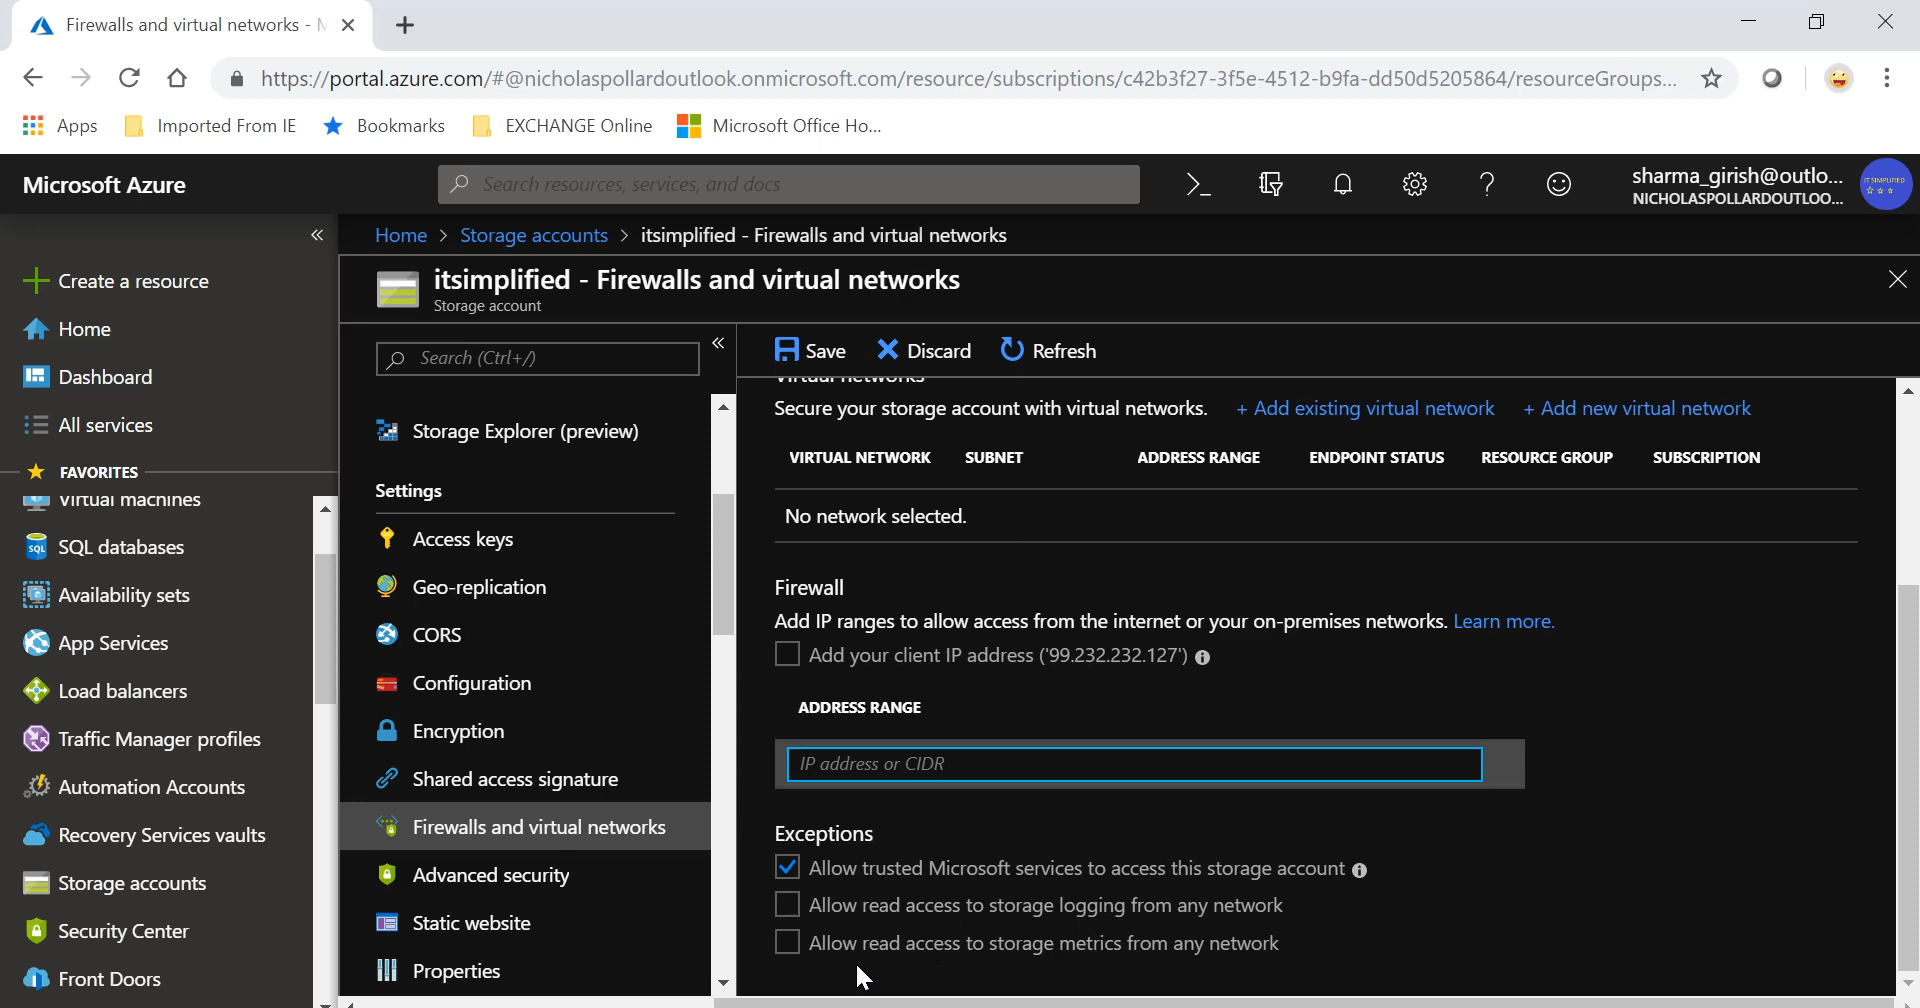 Firewalls and virtual networks - M
https://portal.azure.com/#@nicholaspollardoutlook.onmicrosoft.com/resource/subscriptions/c42b3f27-3f5e-4512-b9fa-dd50d5205864/resourceGroups...
Apps Imported From IE Bookmarks EXCHANGE Online Microsoft Office Ho...
Microsoft Azure
Search resources, services, and docs
sharma_girish@outlo...
NICHOLASPOLLARDOUTLOO...
IT SIMPLIFIED
Create a resource
Home
Dashboard
All services
FAVORITES
Virtual machines
SQL databases
Availability sets
App Services
Load balancers
Traffic Manager profiles
Automation Accounts
Recovery Services vaults
Storage accounts
Security Center
Front Doors
Home > Storage accounts > itsimplified - Firewalls and virtual networks
itsimplified - Firewalls and virtual networks
Storage account
Search (Ctrl+/)
Storage Explorer (preview)
Settings
Access keys
Geo-replication
CORS
Configuration
Encryption
Shared access signature
Firewalls and virtual networks
Advanced security
Static website
Properties
Save Discard Refresh
Virtual networks
Secure your storage account with virtual networks. + Add existing virtual network + Add new virtual network
VIRTUAL NETWORK SUBNET ADDRESS RANGE ENDPOINT STATUS RESOURCE GROUP SUBSCRIPTION
No network selected.
Firewall
Add IP ranges to allow access from the internet or your on-premises networks. Learn more.
Add your client IP address ('99.232.232.127')
ADDRESS RANGE
IP address or CIDR
Exceptions
Allow trusted Microsoft services to access this storage account
Allow read access to storage logging from any network
Allow read access to storage metrics from any network